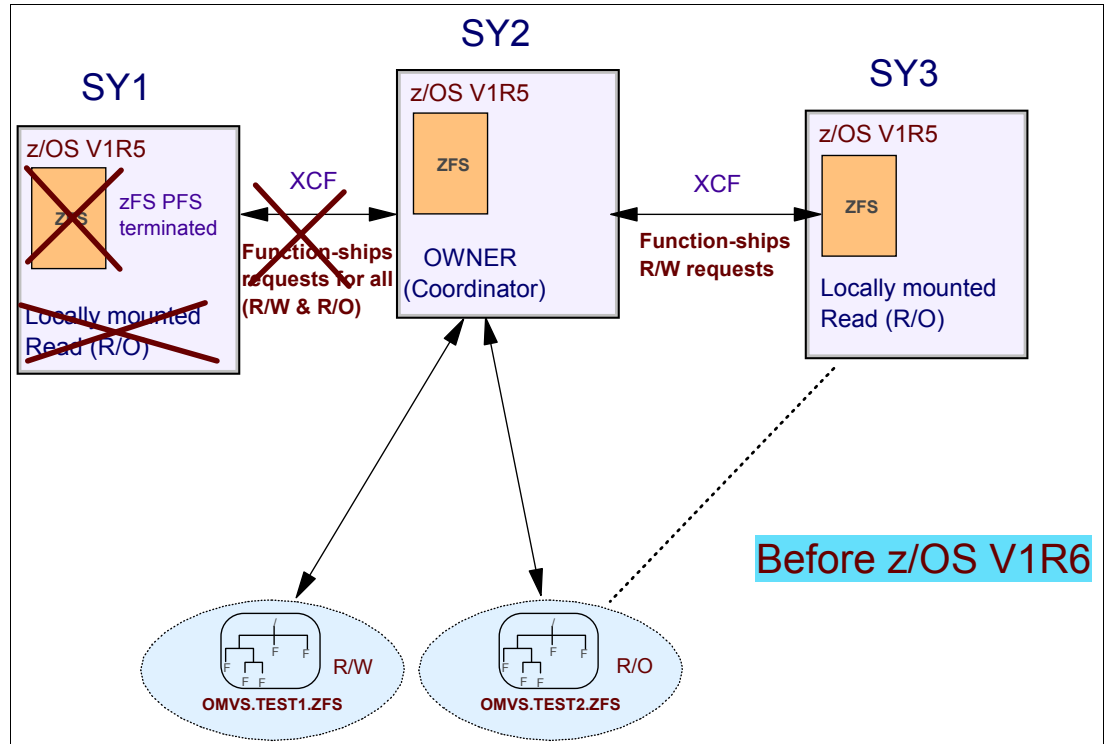 SY1
z/OS V1R5
ZFS
zFS PFS
terminated
Locally mounted
Read (R/O)
XCF
Function-ships
requests for all
(R/W & R/O)
SY2
z/OS V1R5
ZFS
OWNER
(Coordinator)
XCF
Function-ships
R/W requests
SY3
z/OS V1R5
ZFS
Locally mounted
Read (R/O)
Before z/OS V1R6
/
F
F
F
F F
R/W
OMVS.TEST1.ZFS
/
F
F
F
F F
R/O
OMVS.TEST2.ZFS